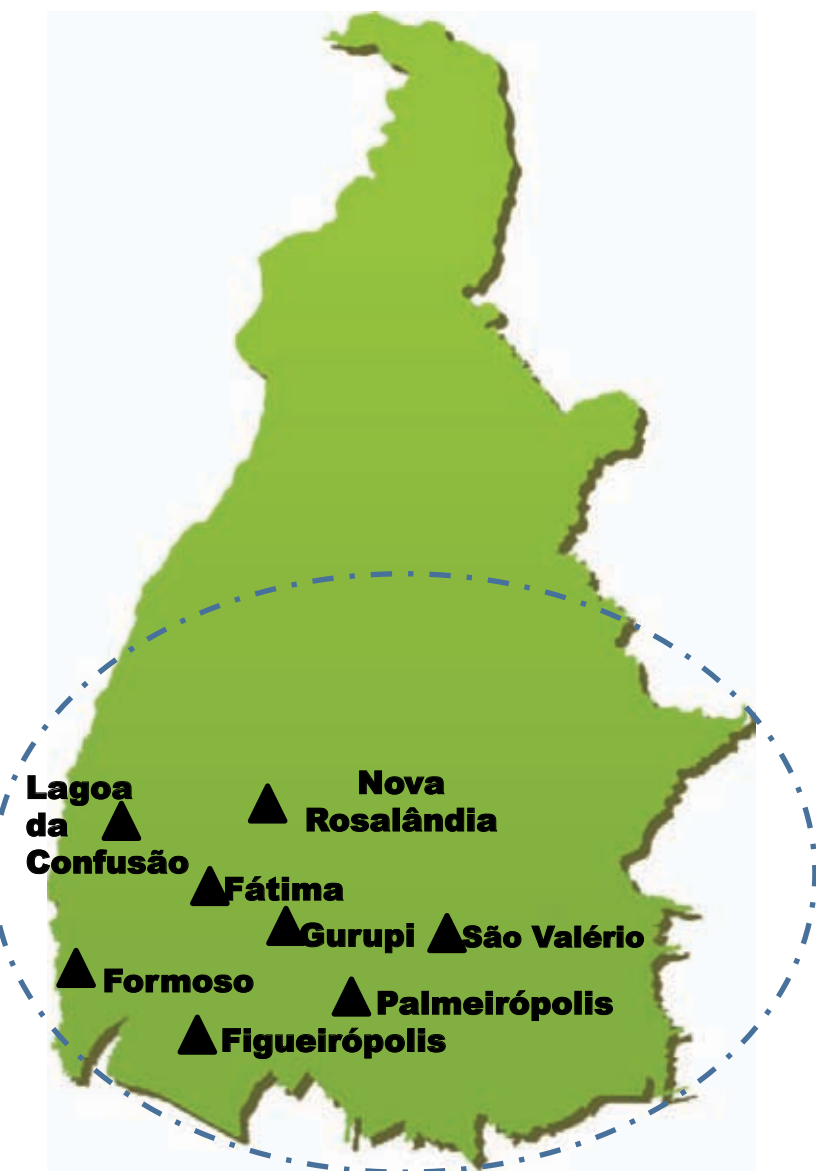 Lagoa
da
Confusão
Nova
Rosalândia
Fátima
Gurupi
São Valério
Formoso
Palmeirópolis
Figueirópolis